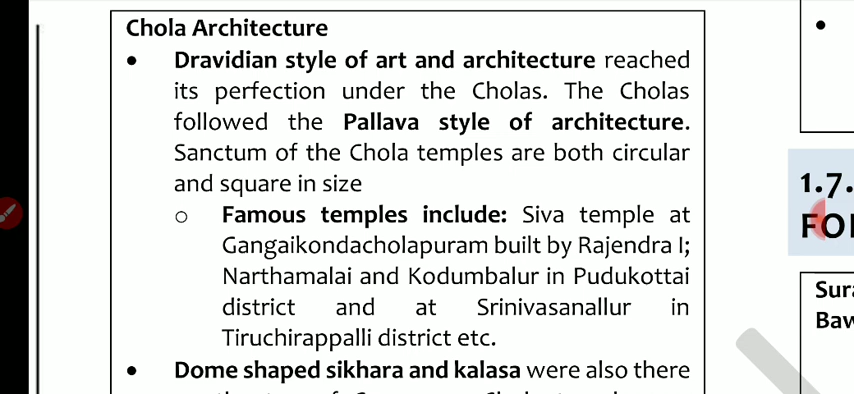 Chola Architecture
• Dravidian style of art and architecture reached
its perfection under the Cholas. The Cholas
followed the Pallava style of architecture.
Sanctum of the Chola temples are both circular
and square in size
o Famous temples include: Siva temple at
Gangaikondacholapuram built by Rajendra I;
Narthamalai and Kodumbalur in Pudukottai
district and at Srinivasanallur in
Tiruchirappalli district etc.
• Dome shaped sikhara and kalasa were also there
•
1.7.